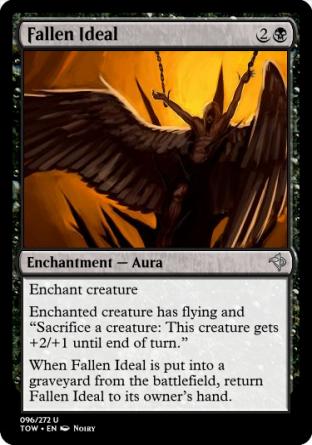 Fallen Ideal 2
Enchantment — Aura
Enchant creature
Enchanted creature has flying and
“Sacrifice a creature: This creature gets
+2/+1 until end of turn.”
When Fallen Ideal is put into a
graveyard from the battlefield, return
Fallen Ideal to its owner’s hand.
096/272 U
TOW • EN Noiry